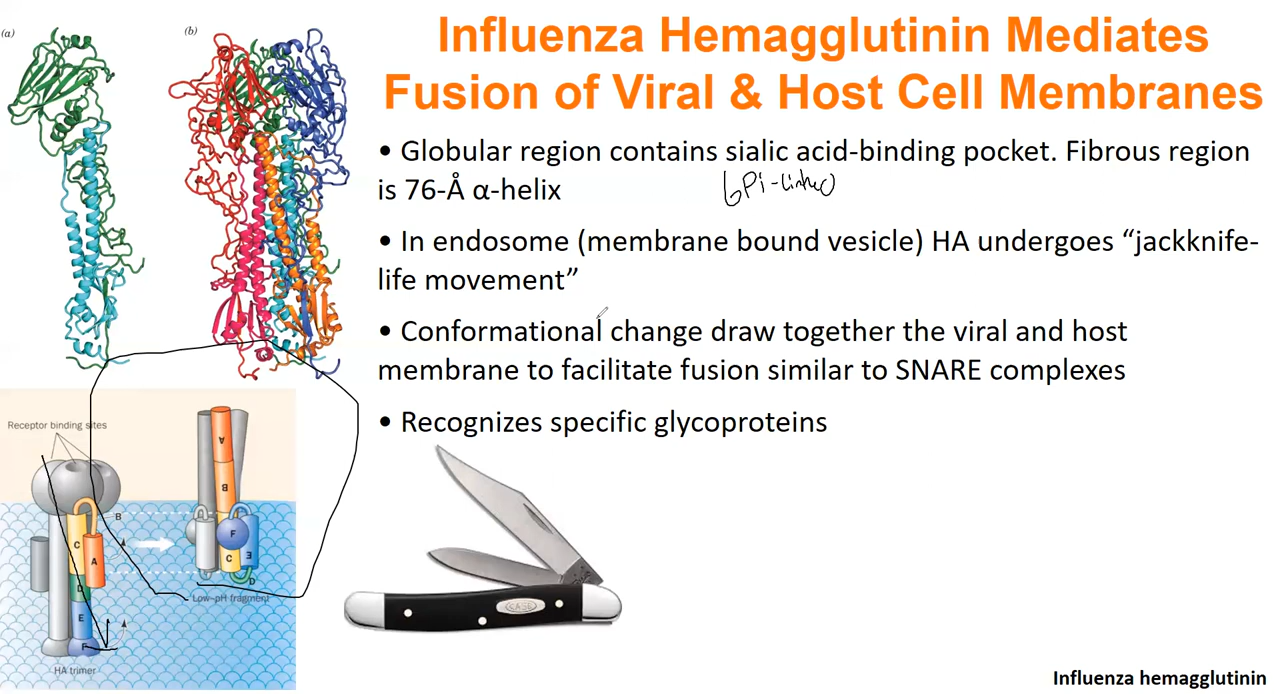 Influenza Hemagglutinin Mediates
Fusion of Viral & Host Cell Membranes
(a)
(b)
• Globular region contains sialic acid-binding pocket. Fibrous region
is 76-Å α-helix
GPi-linked
• In endosome (membrane bound vesicle) HA undergoes “jackknife-
life movement”
• Conformational change draw together the viral and host
membrane to facilitate fusion similar to SNARE complexes
• Recognizes specific glycoproteins
Receptor binding sites
B
C
A
D
E
F
HA trimer
A
B
F
E
C
D
Low-pH fragment
CASE
Influenza hemagglutinin